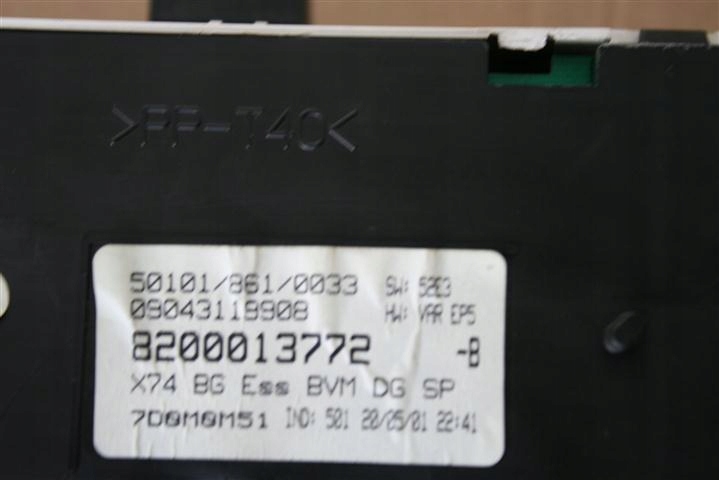 >PP-T40<
50101/861/0033 SW: 52E3
09043119908 HW: VAR EP5
8200013772 -B
X74 BG Ess BVM DG SP
7D0M0M51 IND: 501 20/05/01 22:41